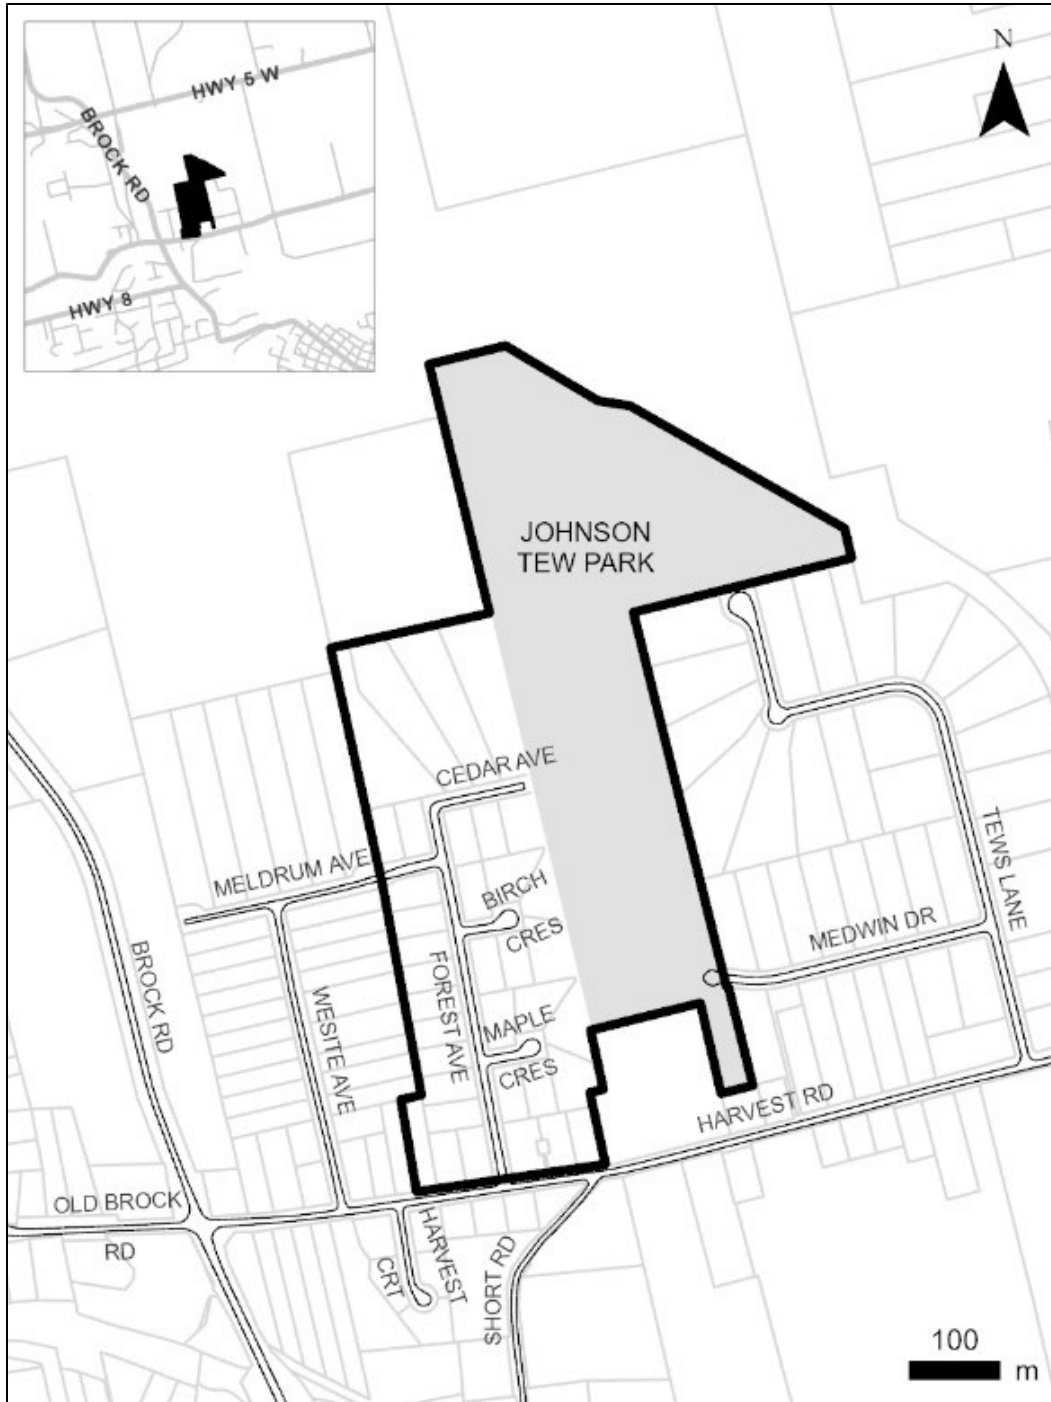 HWY 5 W
BROCK RD
HWY 8
N
JOHNSON
TEW PARK
CEDAR AVE
MELDRUM AVE
BIRCH
CRES
TEWS LANE
MEDWIN DR
BROCK RD
WESITE AVE
FOREST AVE
MAPLE
CRES
HARVEST RD
OLD BROCK
RD
HARVEST
CRT
SHORT RD
100
m